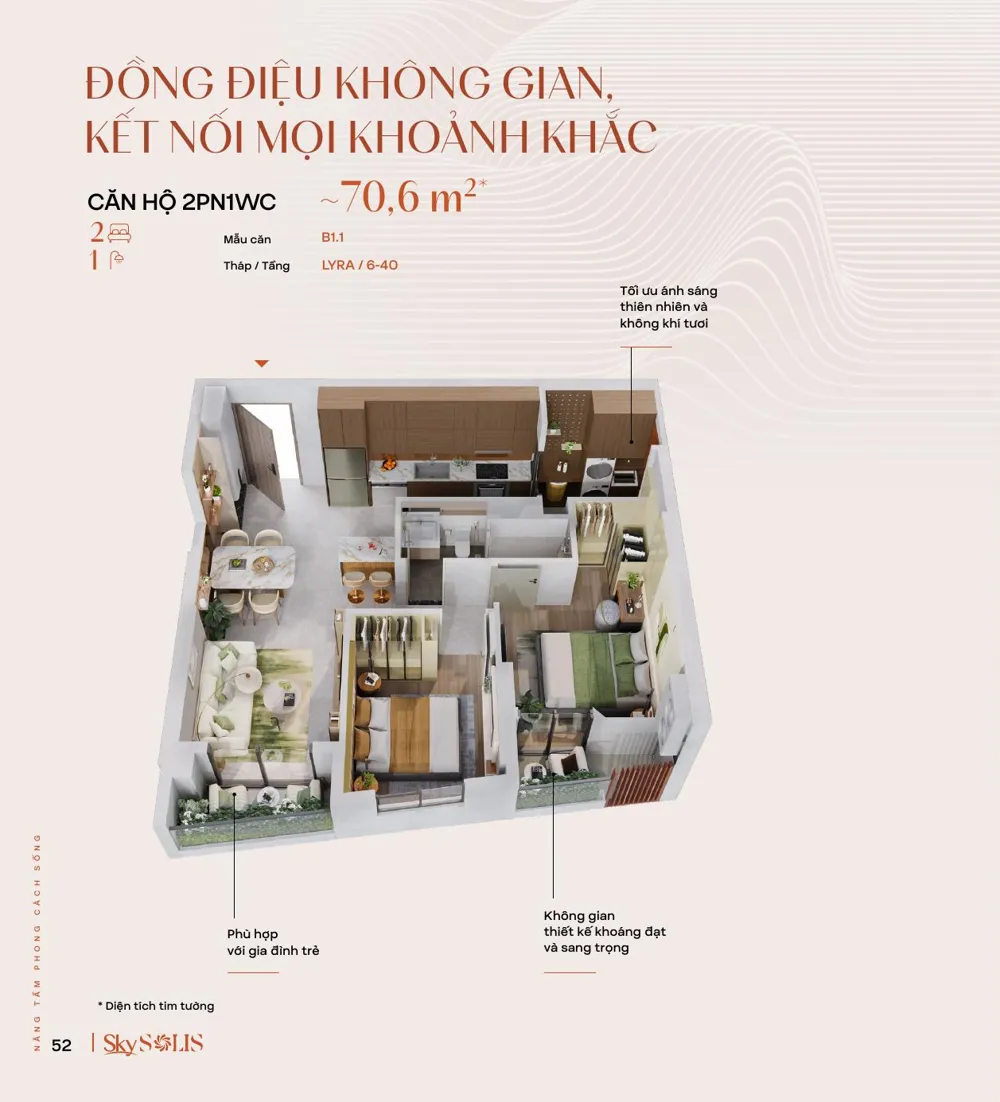 ĐỒNG ĐIỆU KHÔNG GIAN,
KẾT NỐI MỌI KHOẢNH KHẮC
CĂN HỘ 2PN1WC
~70,6 m²*
2
1
Mẫu căn
B1.1
Tháp / Tầng
LYRA / 6-40
Tối ưu ánh sáng
thiên nhiên và
không khí tươi
Phù hợp
với gia đình trẻ
Không gian
thiết kế khoáng đạt
và sang trọng
* Diện tích tim tường
NÂNG TẦM PHONG CÁCH SỐNG
52
Sky SOLIS